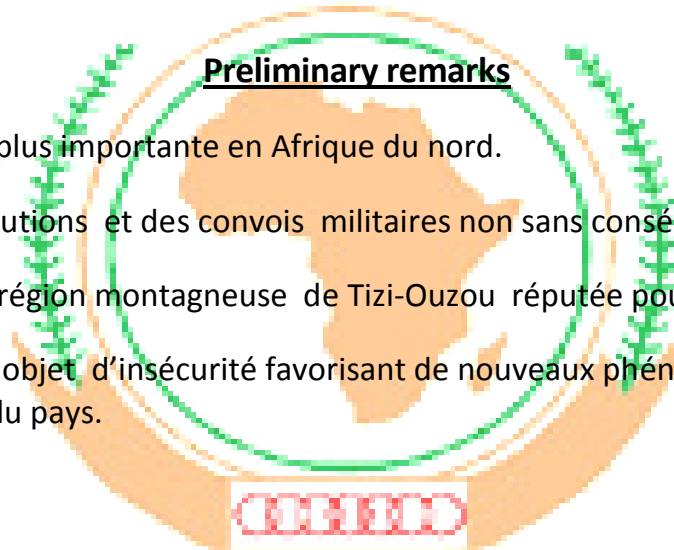 Preliminary remarks
plus importante en Afrique du nord.
utions et des convois militaires non sans consé
région montagneuse de Tizi-Ouzou réputée pou
objet d’insécurité favorisant de nouveaux phén
du pays.